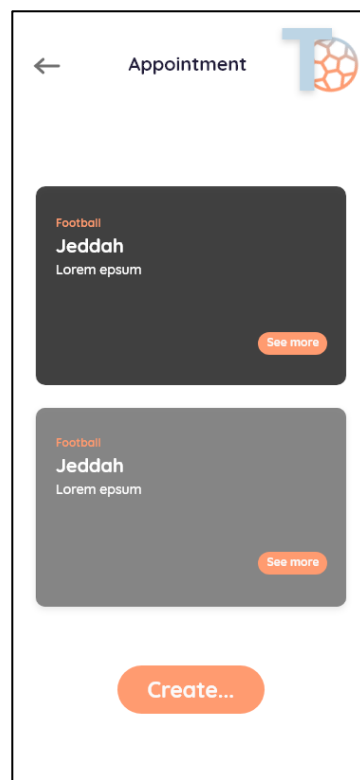 Appointment
T
Football
Jeddah
Lorem epsum
See more
Football
Jeddah
Lorem epsum
See more
Create...